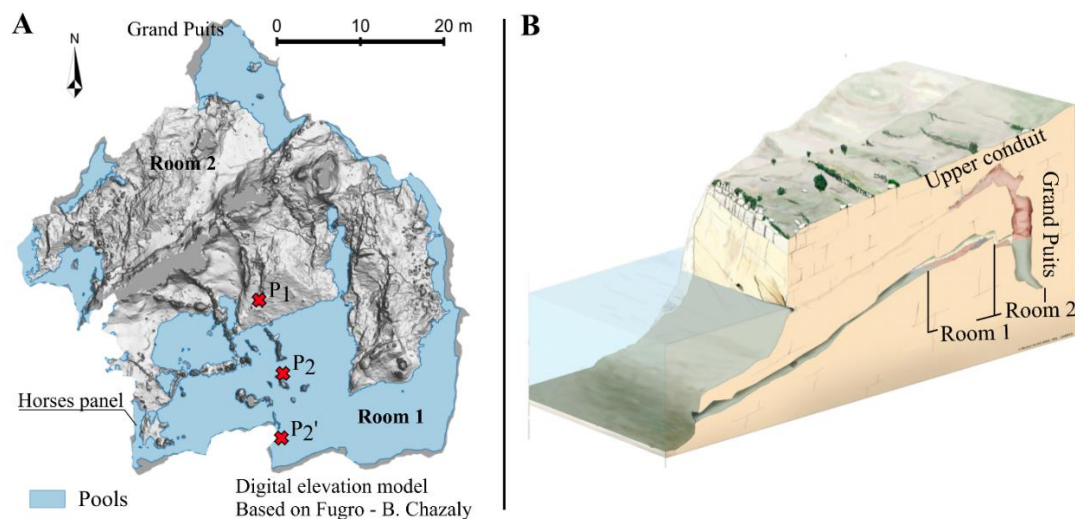 A
N
Grand Puits
0 10 20 m
Room 2
P1
P2
Horses panel
Room 1
P2'
Pools
Digital elevation model
Based on Fugro - B. Chazaly
B
Upper conduit
Grand Puits
Room 2
Room 1